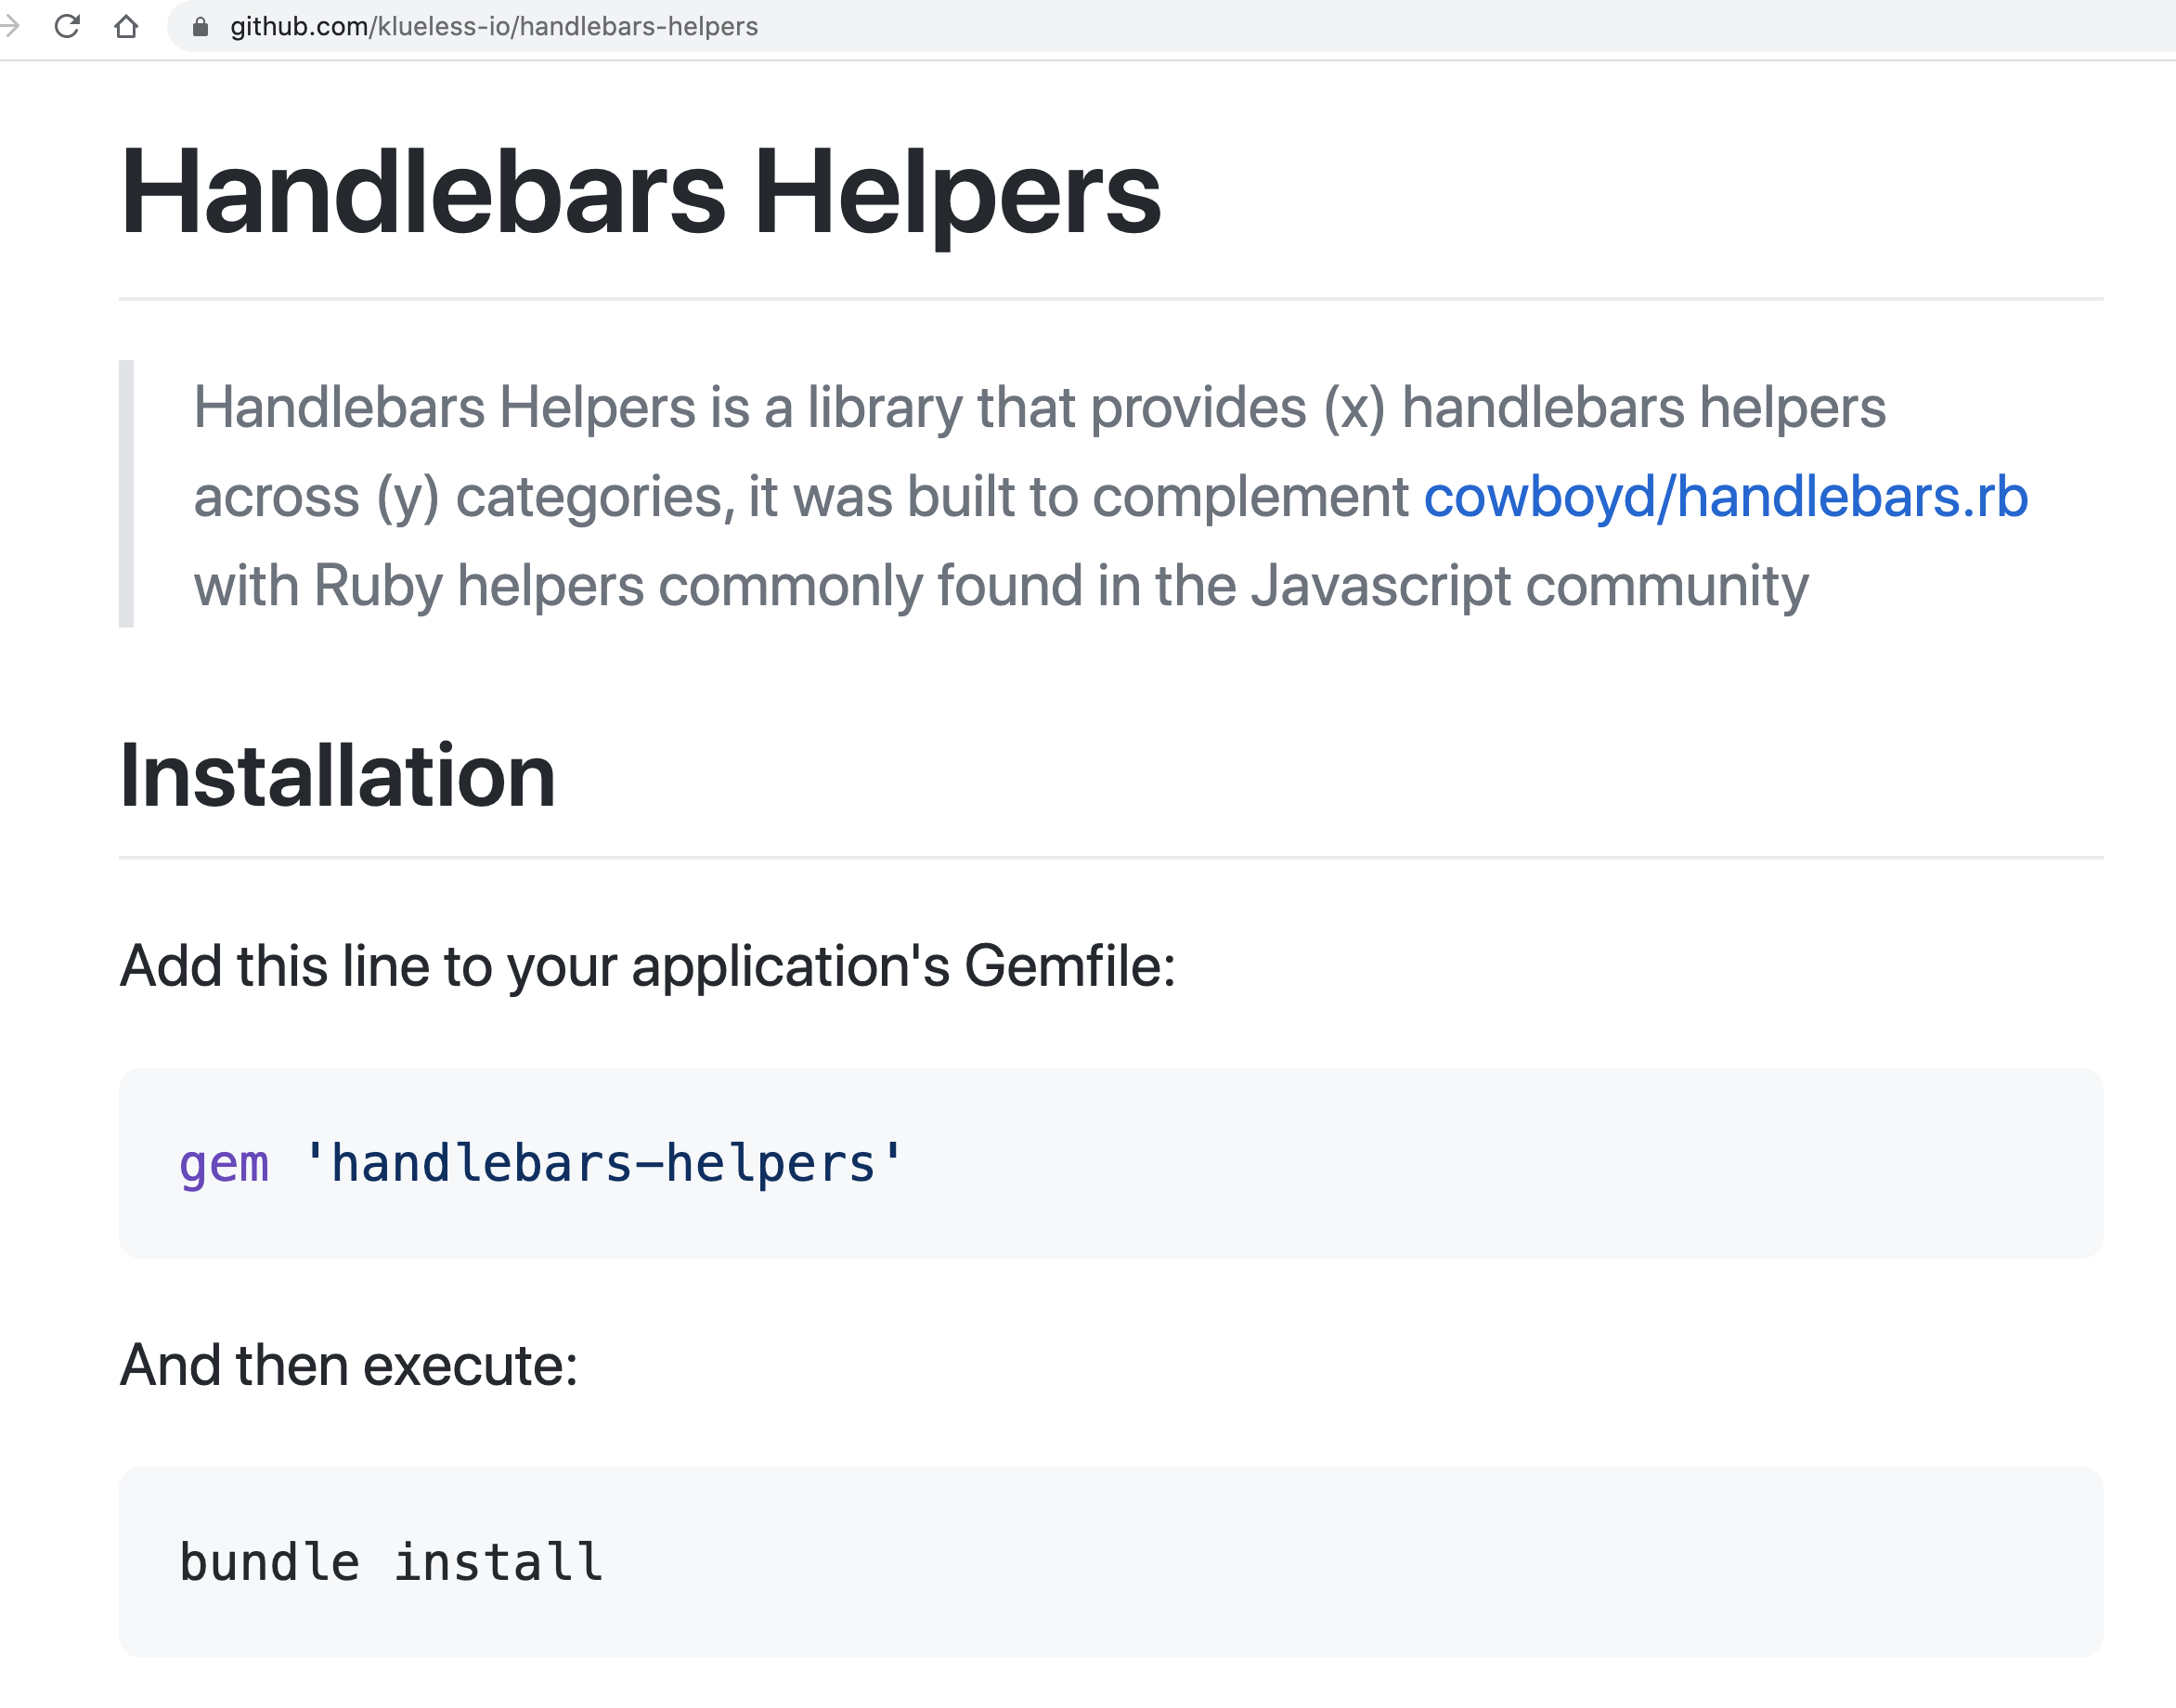 github.com/klueless-io/handlebars-helpers
Handlebars Helpers
Handlebars Helpers is a library that provides (x) handlebars helpers
across (y) categories, it was built to complement cowboyd/handlebars.rb
with Ruby helpers commonly found in the Javascript community
Installation
Add this line to your application's Gemfile:
gem 'handlebars-helpers'
And then execute:
bundle install